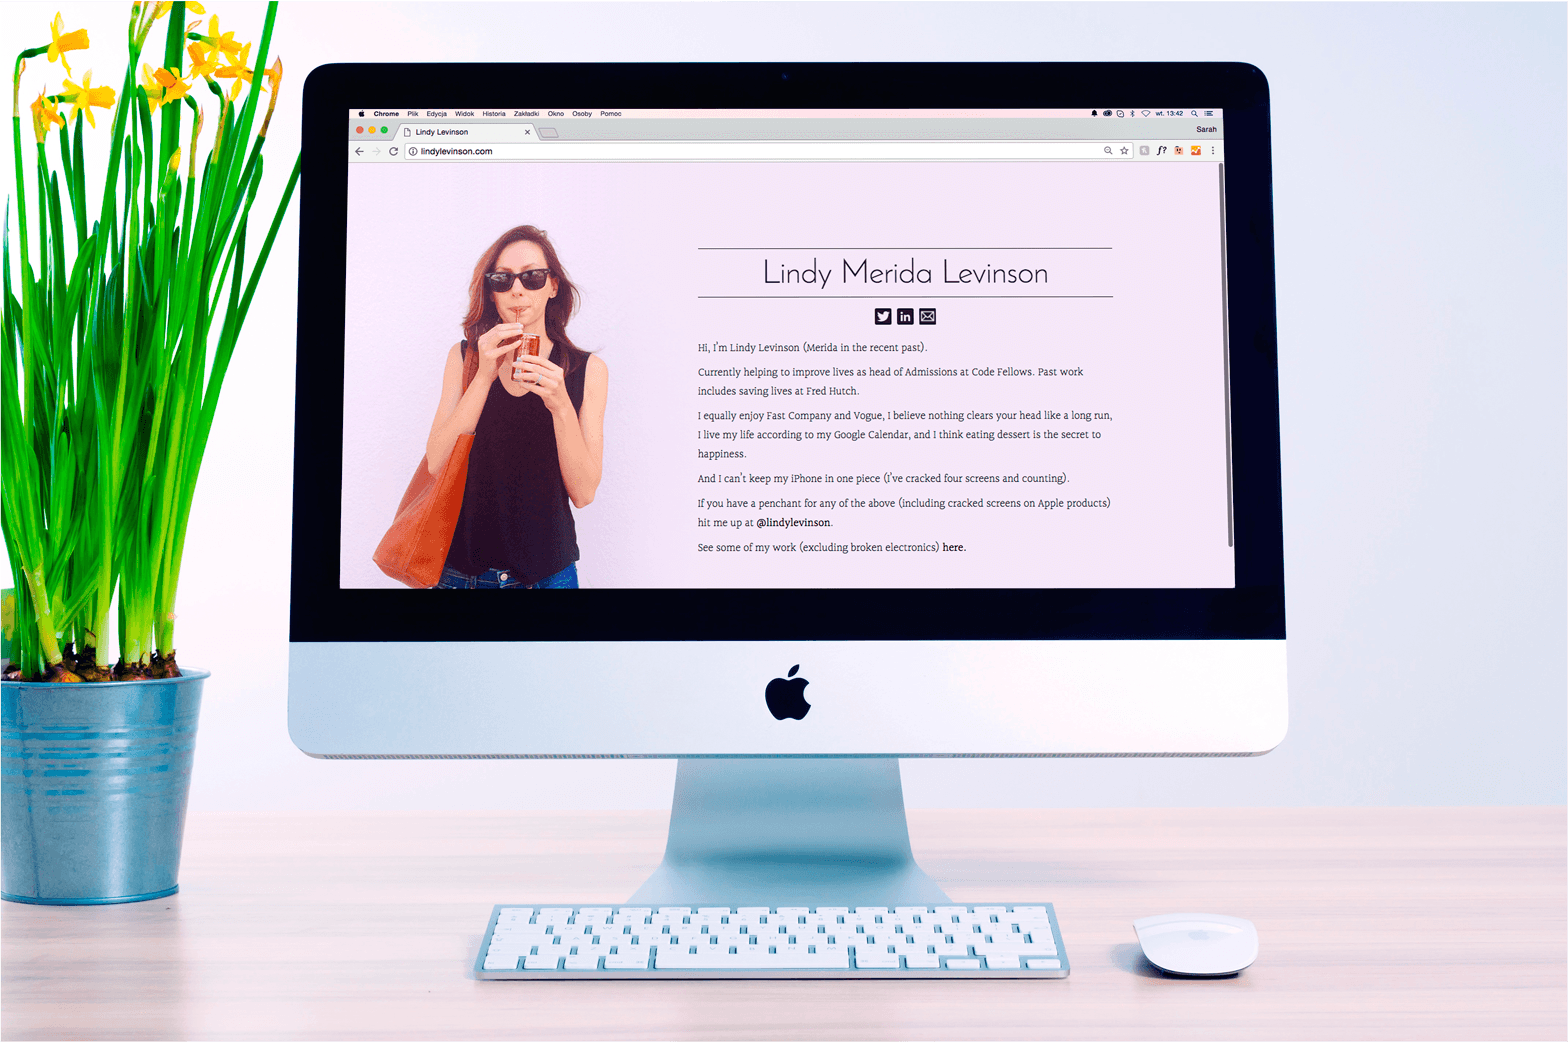 Chrome Plik Edycja Widok Historia Zakładki Okno Osoby Pomoc wt. 13:42
Lindy Levinson Sarah
lindylevinson.com f?
Lindy Merida Levinson
in
Hi, I'm Lindy Levinson (Merida in the recent past).
Currently helping to improve lives as head of Admissions at Code Fellows. Past work
includes saving lives at Fred Hutch.
I equally enjoy Fast Company and Vogue, I believe nothing clears your head like a long run,
I live my life according to my Google Calendar, and I think eating dessert is the secret to
happiness.
And I can't keep my iPhone in one piece (I've cracked four screens and counting).
If you have a penchant for any of the above (including cracked screens on Apple products)
hit me up at @lindylevinson.
See some of my work (excluding broken electronics) here.